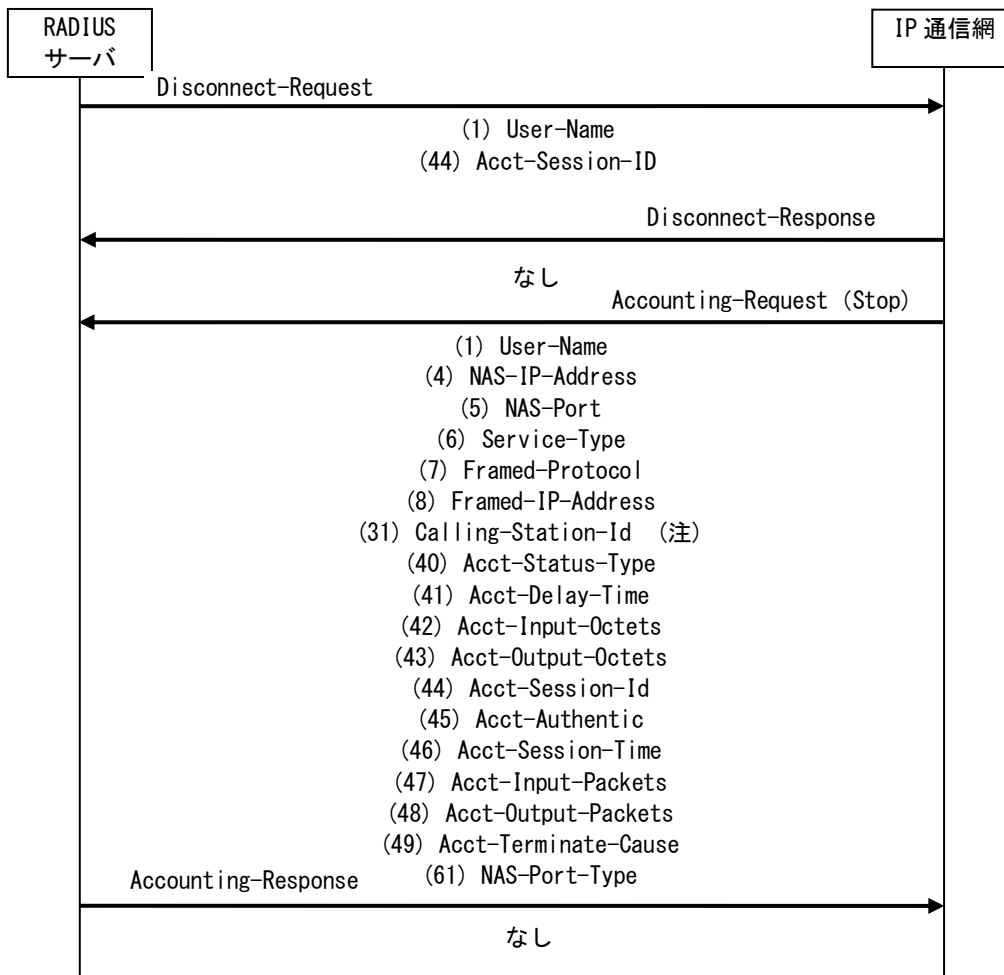 RADIUS
サーバ
IP 通信網
Disconnect-Request
(1) User-Name
(44) Acct-Session-ID
Disconnect-Response
なし
Accounting-Request (Stop)
(1) User-Name
(4) NAS-IP-Address
(5) NAS-Port
(6) Service-Type
(7) Framed-Protocol
(8) Framed-IP-Address
(31) Calling-Station-Id (注)
(40) Acct-Status-Type
(41) Acct-Delay-Time
(42) Acct-Input-Octets
(43) Acct-Output-Octets
(44) Acct-Session-Id
(45) Acct-Authentic
(46) Acct-Session-Time
(47) Acct-Input-Packets
(48) Acct-Output-Packets
(49) Acct-Terminate-Cause
(61) NAS-Port-Type
Accounting-Response
なし